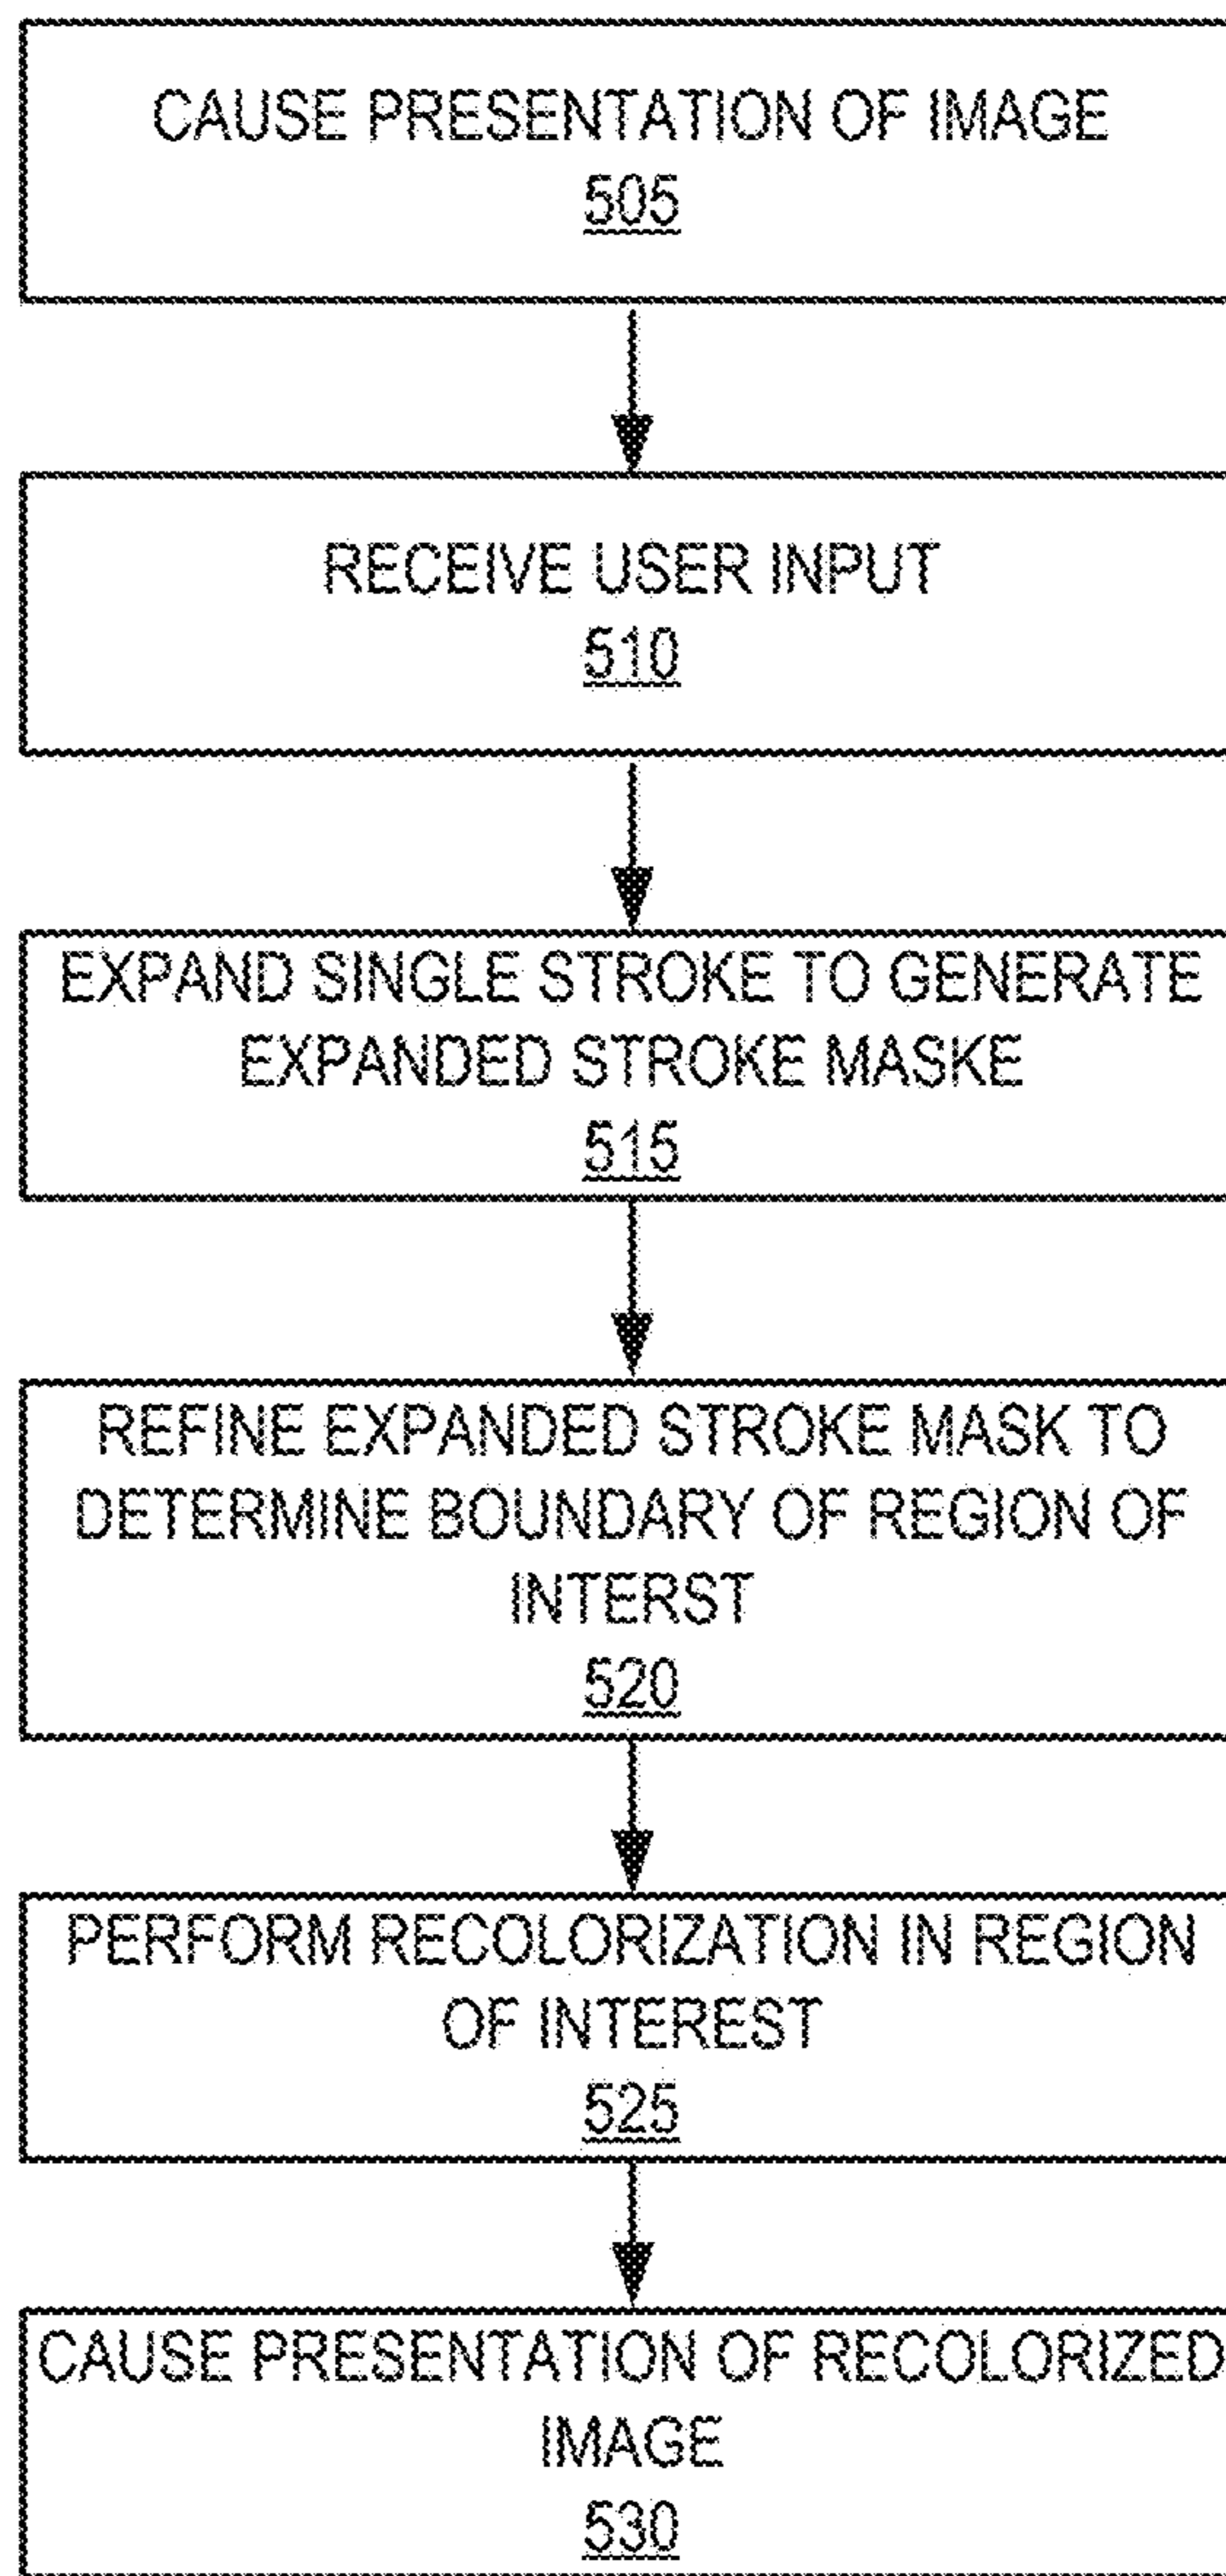 CAUSE PRESENTATION OF IMAGE
505
RECEIVE USER INPUT
510
EXPAND SINGLE STROKE TO GENERATE
EXPANDED STROKE MASKE
515
REFINE EXPANDED STROKE MASK TO
DETERMINE BOUNDARY OF REGION OF
INTERST
520
PERFORM RECOLORIZATION IN REGION
OF INTEREST
525
CAUSE PRESENTATION OF RECOLORIZED
IMAGE
530